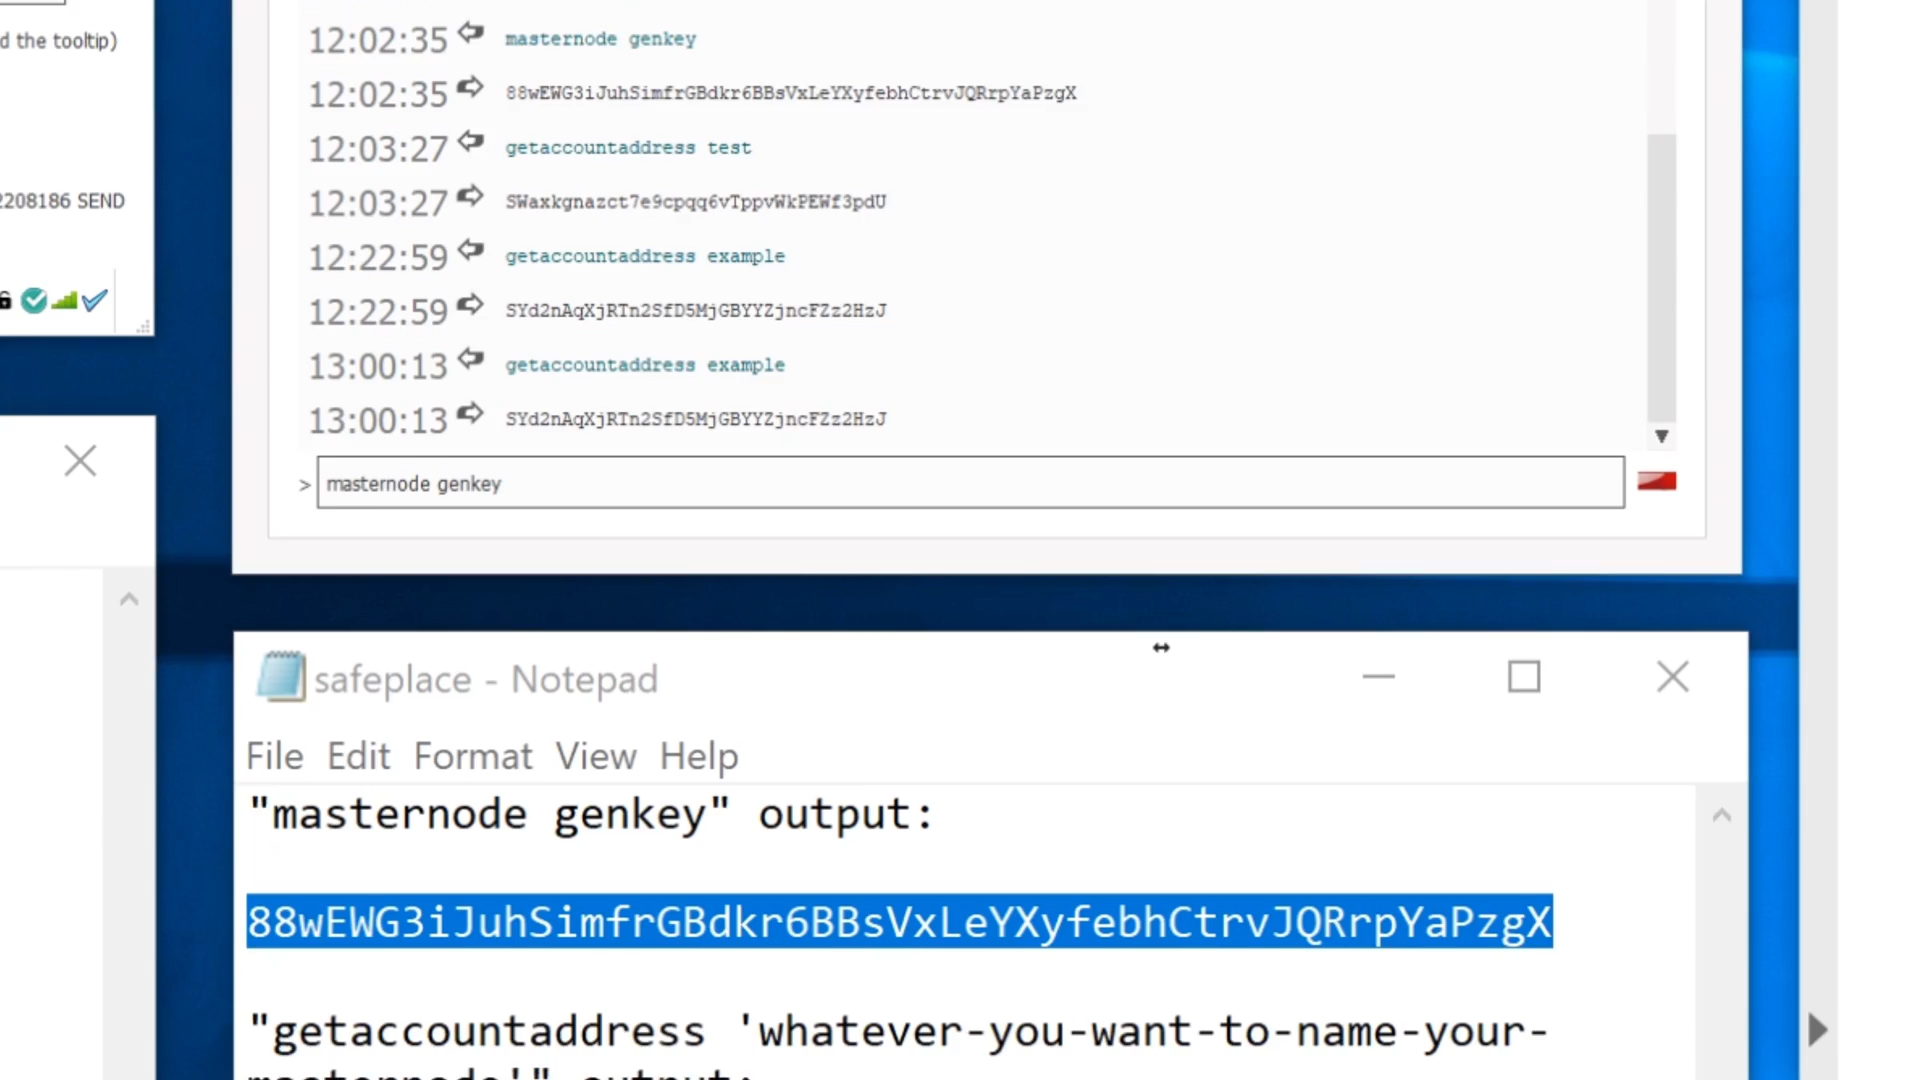 d the tooltip)
2208186 SEND
12:02:35 masternode genkey
12:02:35 88wEWG3iJuhSimfrGBdkr6BBsVxLeYXyfebhCtrvJQRrpYaPzgX
12:03:27 getaccountaddress test
12:03:27 SWaxkgnazct7e9cpqq6vTppvWkPEWf3pdU
12:22:59 getaccountaddress example
12:22:59 SYd2nAqXjRTn2SfD5MjGBYYZjncFZz2HzJ
13:00:13 getaccountaddress example
13:00:13 SYd2nAqXjRTn2SfD5MjGBYYZjncFZz2HzJ
> masternode genkey
safeplace - Notepad
File Edit Format View Help
"masternode genkey" output:
88wEWG3iJuhSimfrGBdkr6BBsVxLeYXyfebhCtrvJQRrpYaPzgX
"getaccountaddress 'whatever-you-want-to-name-your-
masternode'" output: